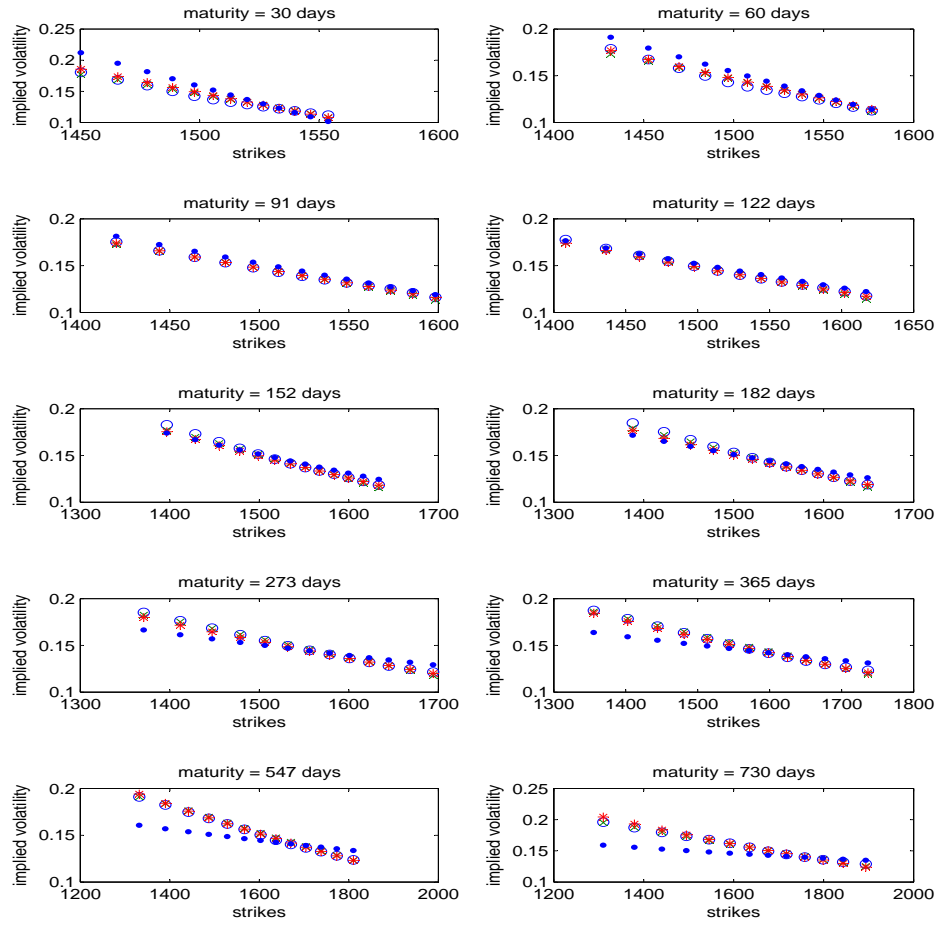 maturity = 30 days
implied volatility
0.25
0.2
0.15
0.1
1450 1500 1550 1600
strikes
maturity = 60 days
implied volatility
0.2
0.15
0.1
1400 1450 1500 1550 1600
strikes
maturity = 91 days
implied volatility
0.2
0.15
0.1
1400 1450 1500 1550 1600
strikes
maturity = 122 days
implied volatility
0.2
0.15
0.1
1400 1450 1500 1550 1600 1650
strikes
maturity = 152 days
implied volatility
0.2
0.15
0.1
1300 1400 1500 1600 1700
strikes
maturity = 182 days
implied volatility
0.2
0.15
0.1
1300 1400 1500 1600 1700 1800
strikes
maturity = 273 days
implied volatility
0.2
0.15
0.1
1300 1400 1500 1600 1700
strikes
maturity = 365 days
implied volatility
0.2
0.15
0.1
1300 1400 1500 1600 1700 1800
strikes
maturity = 547 days
implied volatility
0.2
0.15
0.1
1200 1400 1600 1800 2000
strikes
maturity = 730 days
implied volatility
0.25
0.2
0.15
0.1
1200 1400 1600 1800 2000
strikes